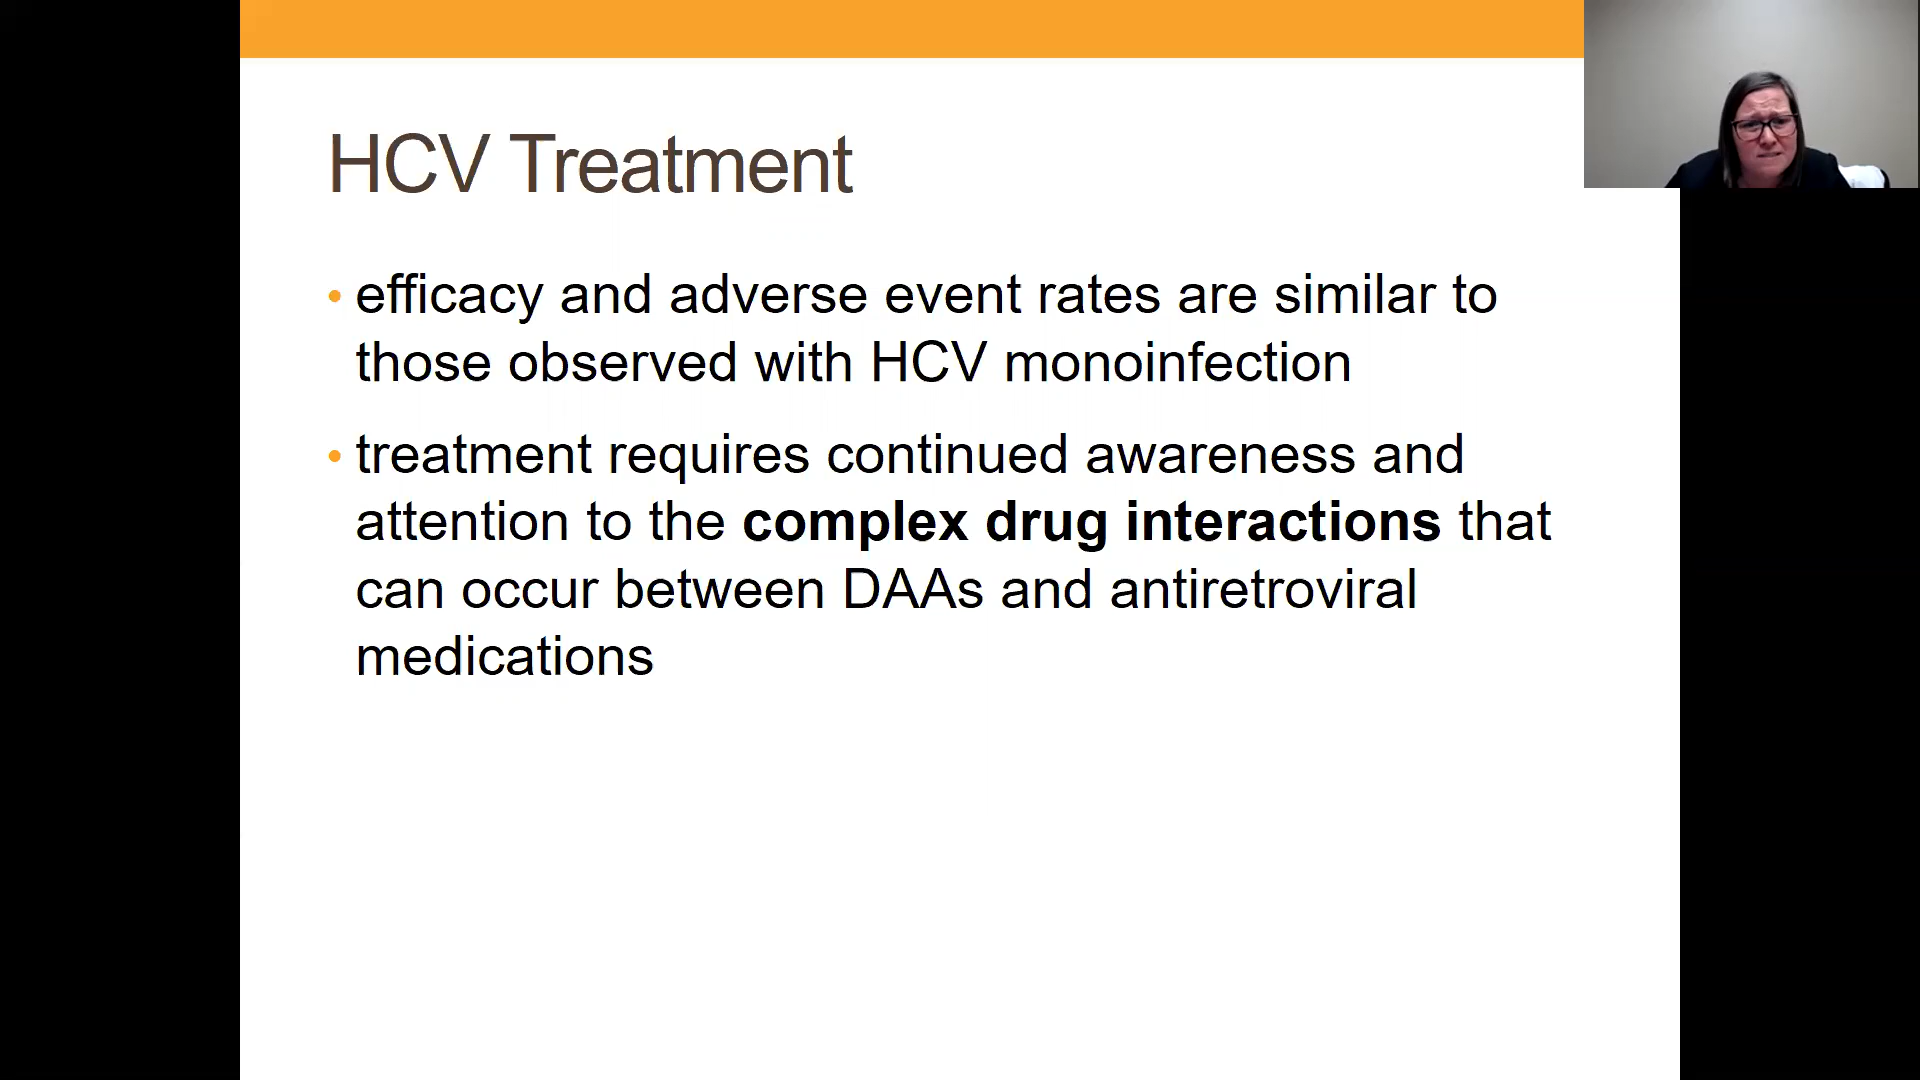 HCV Treatment
• efficacy and adverse event rates are similar to
those observed with HCV monoinfection
• treatment requires continued awareness and
attention to the complex drug interactions that
can occur between DAAs and antiretroviral
medications